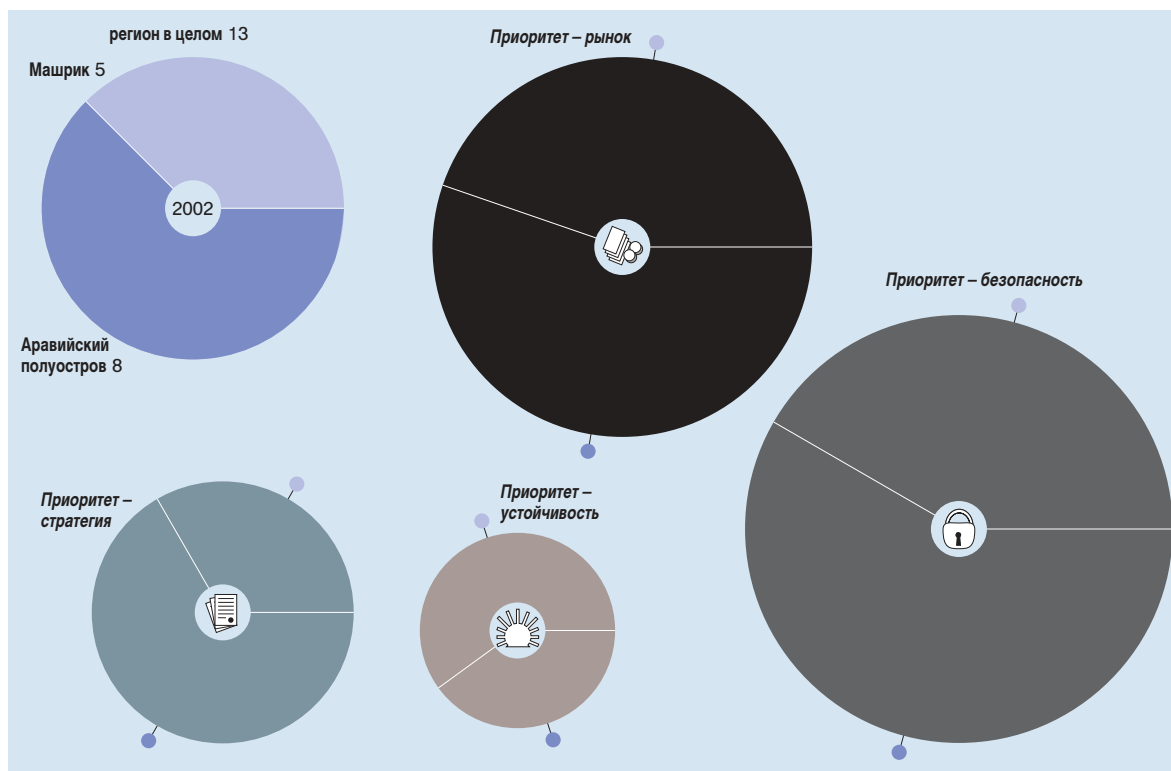 регион в целом 13
Машрик 5
2002
Аравийский
полуостров 8
Приоритет – рынок
Приоритет – безопасность
Приоритет –
стратегия
Приоритет –
устойчивость